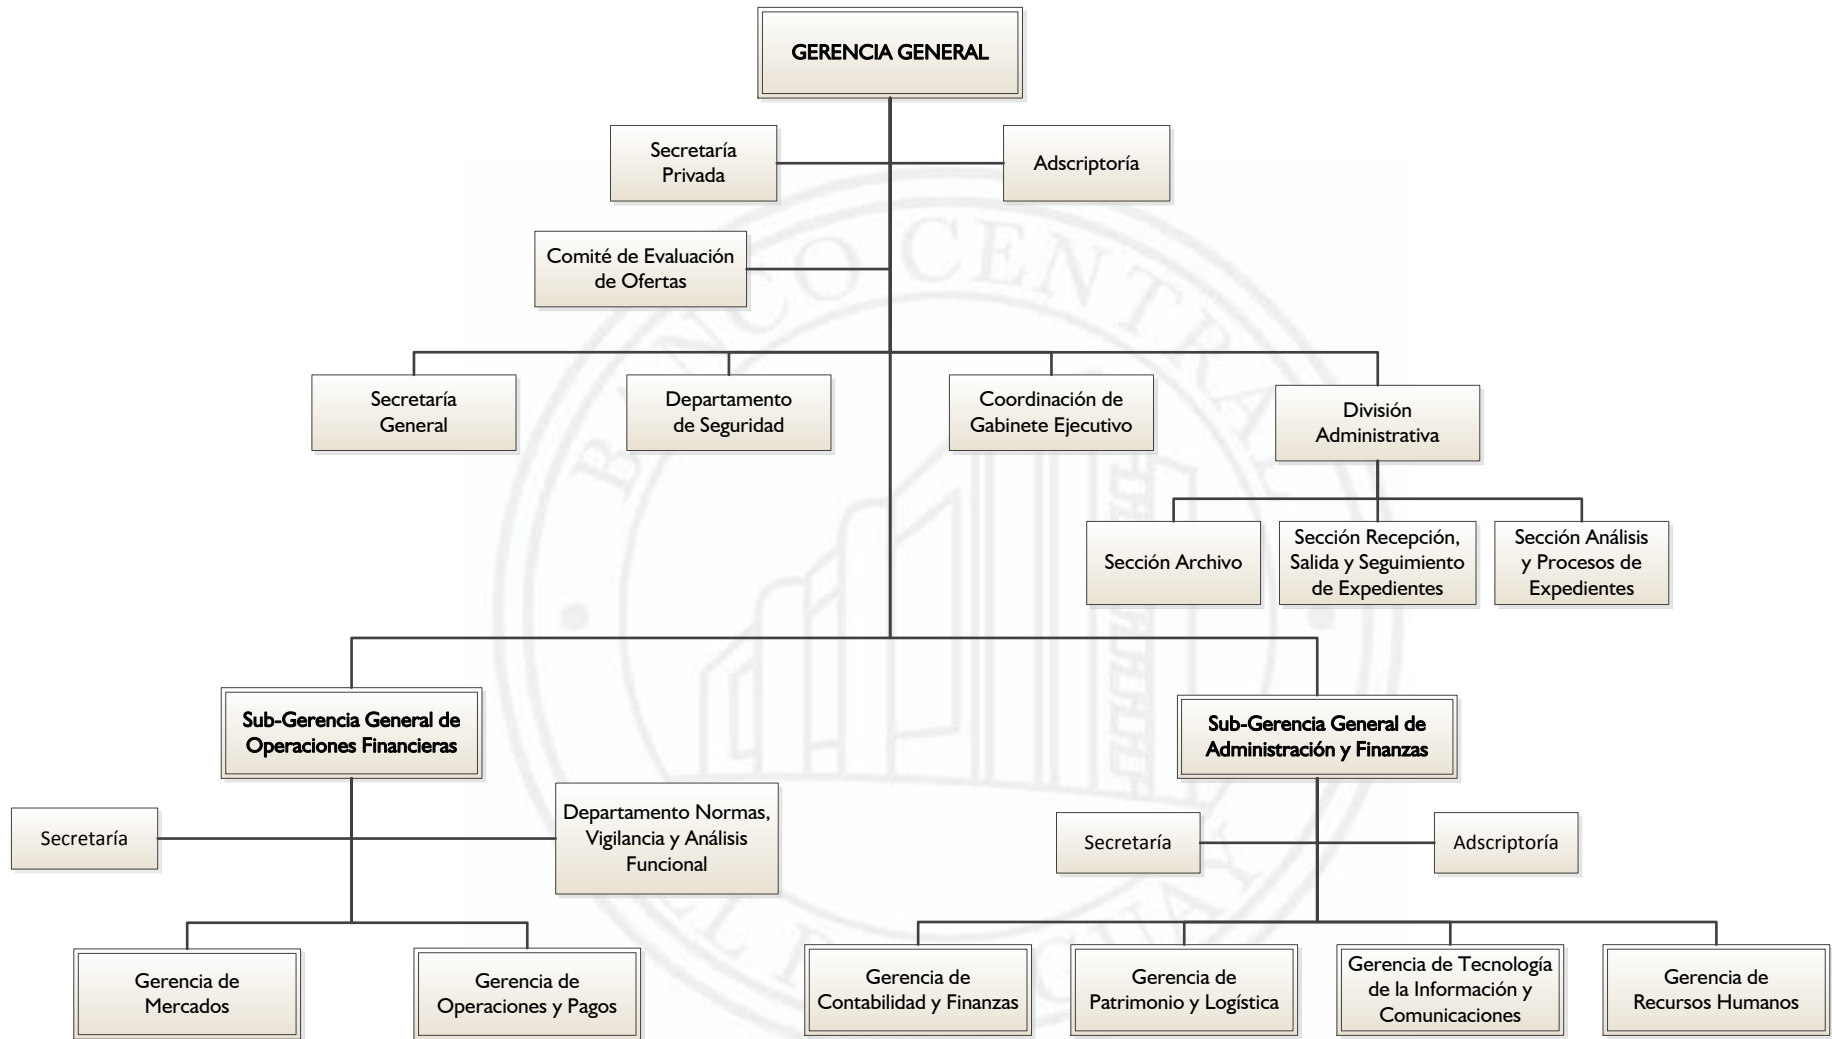 GERENCIA GENERAL
Secretaría
Privada
Adscriptoría
Comité de Evaluación
de Ofertas
Secretaría
General
Departamento
de Seguridad
Coordinación de
Gabinete Ejecutivo
División
Administrativa
Sección Archivo
Sección Recepción,
Salida y Seguimiento
de Expedientes
Sección Análisis
y Procesos de
Expedientes
Sub-Gerencia General de
Operaciones Financieras
Sub-Gerencia General de
Administración y Finanzas
Secretaría
Departamento Normas,
Vigilancia y Análisis
Funcional
Secretaría
Adscriptoría
Gerencia de
Mercados
Gerencia de
Operaciones y Pagos
Gerencia de
Contabilidad y Finanzas
Gerencia de
Patrimonio y Logística
Gerencia de Tecnología
de la Información y
Comunicaciones
Gerencia de
Recursos Humanos
BANCO CENTRAL